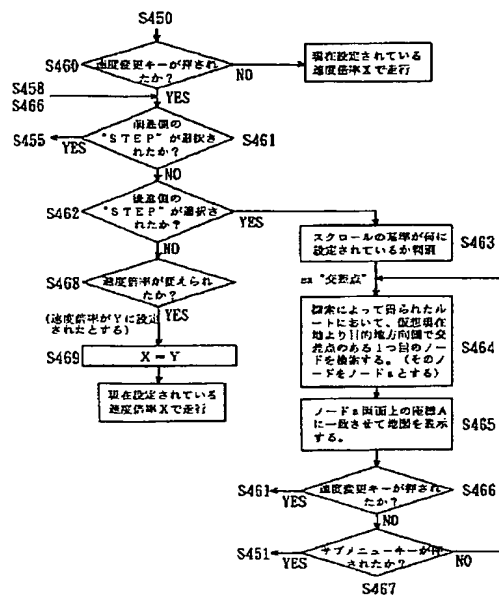 S450
S460
速度変更キーが押され
たか?
NO
現在設定されている
速度倍率Xで走行
S458
S466
YES
前進側の
"STEP"が選択さ
れたか?
S455
YES
S461
NO
後進側の
"STEP"が選択さ
れたか?
S462
YES
NO
スクロールの基準が何に
設定されているか判別
S463
ex "交差点"
S468
速度倍率が変えられ
たか?
YES
(速度倍率がYに設定
されたとする)
S469
X=Y
現在設定されている
速度倍率Xで走行
探索によって得られたル
ートにおいて、仮想現在
地より目的地方向側で交
差点のある1つ目のノー
ドを検索する。(そのノ
ードをノードaとする)
S464
ノードa画面上の座標A
に一致させて地図を表示
する。
S465
S461
YES
速度変更キーが押され
たか?
S466
NO
S451
YES
サブメニューキーが押
されたか?
NO
S467